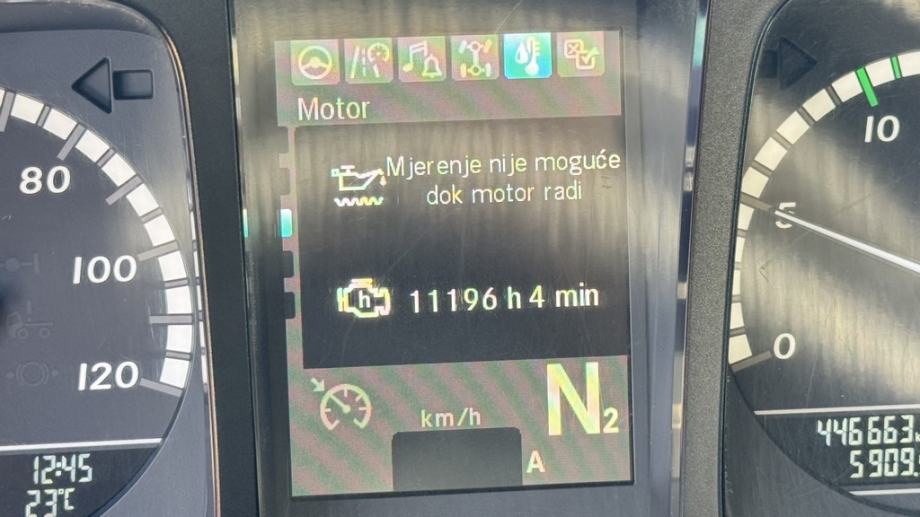 Motor
Mjerenje nije moguće
dok motor radi
h
11196 h 4 min
km/h
N2
A
80
100
120
12:45
23°C
10
5
0
446663
5909